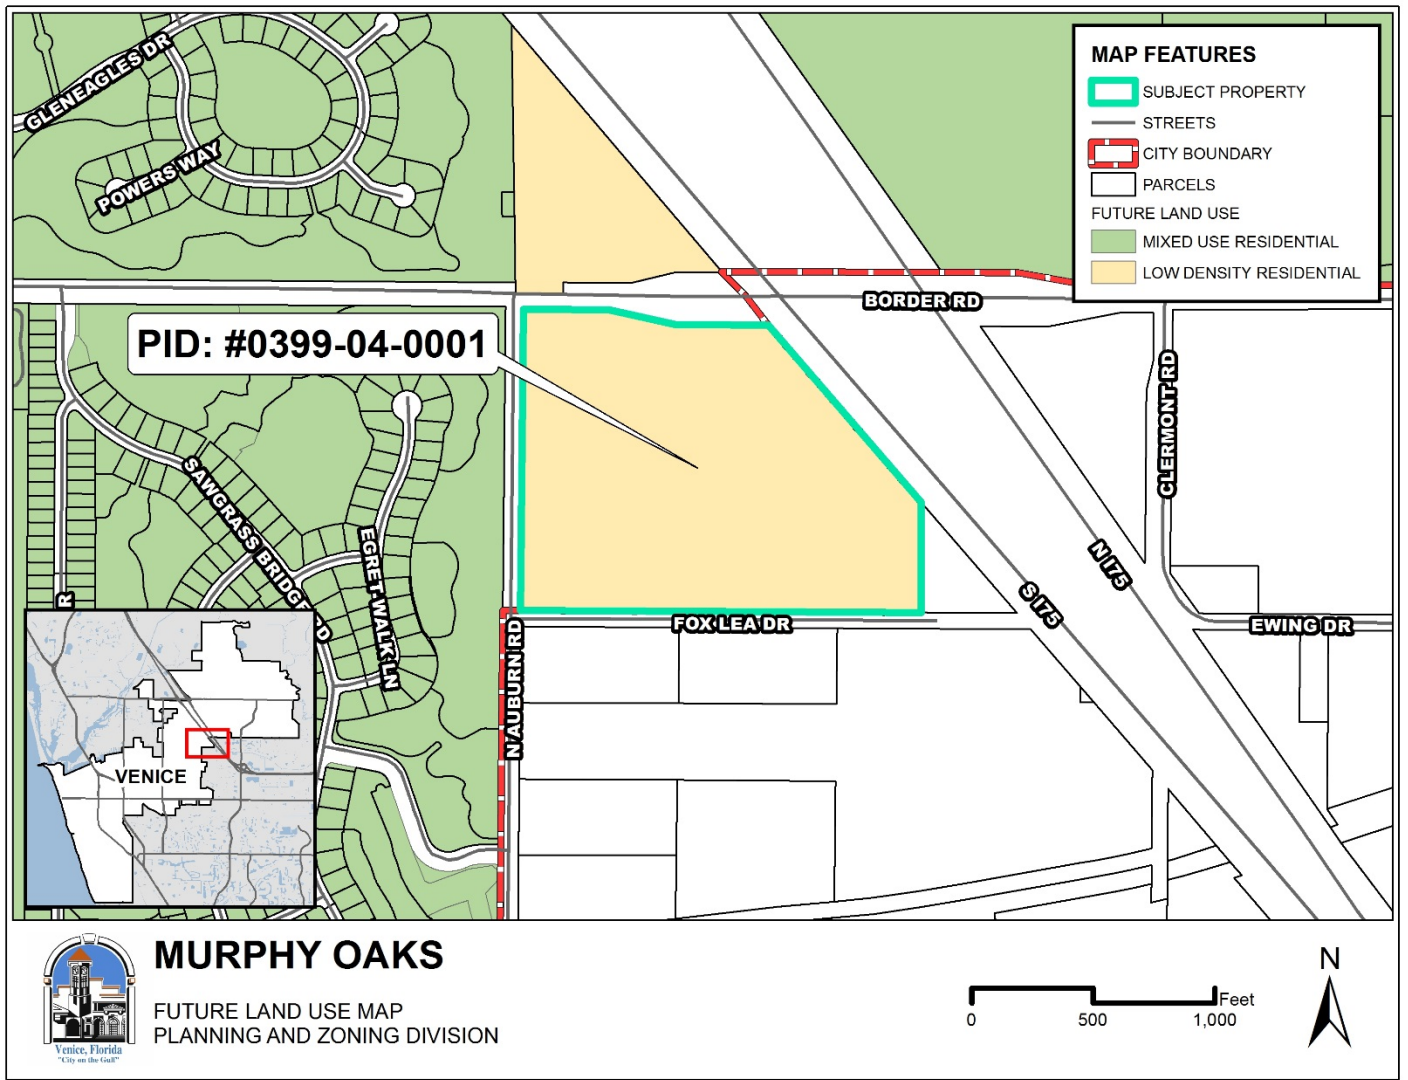 GLENEAGLES DR
POWERS WAY
MAP FEATURES
SUBJECT PROPERTY
STREETS
CITY BOUNDARY
PARCELS
FUTURE LAND USE
MIXED USE RESIDENTIAL
LOW DENSITY RESIDENTIAL
BORDER RD
PID: #0399-04-0001
CLERMONT RD
SAWGRASS BRIDGE RD
EGRET WALK LN
N I75
S I75
R
FOX LEA DR
EWING DR
N AUBURN RD
VENICE
MURPHY OAKS
FUTURE LAND USE MAP
PLANNING AND ZONING DIVISION
Venice, Florida
"City on the Gulf"
Feet
0 500 1,000
N